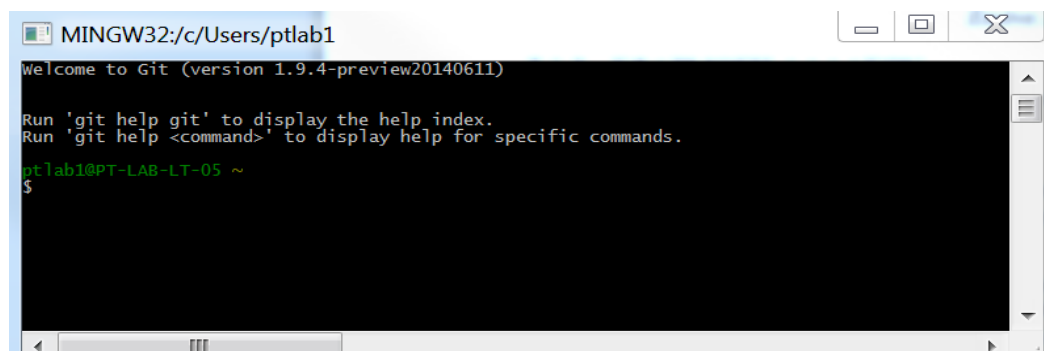 MINGW32:/c/Users/ptlab1
Welcome to Git (version 1.9.4-preview20140611)
Run 'git help git' to display the help index.
Run 'git help <command>' to display help for specific commands.
ptlab1@PT-LAB-LT-05 ~
$